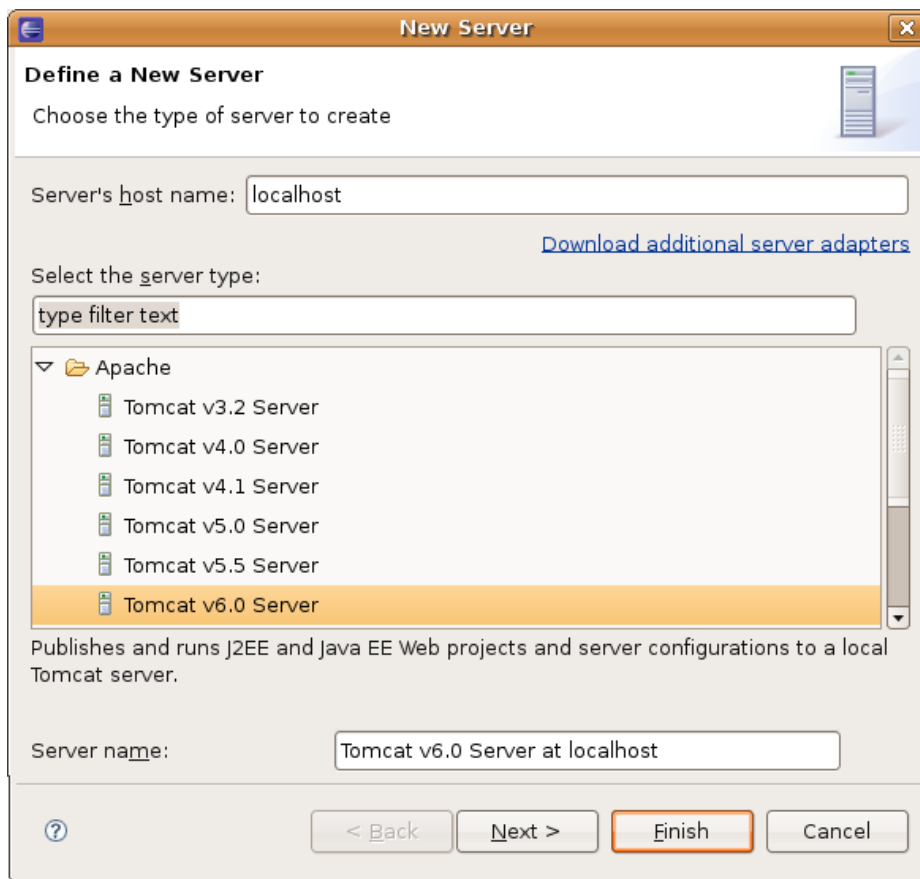 New Server
Define a New Server
Choose the type of server to create
Server's host name: localhost
Download additional server adapters
Select the server type:
type filter text
Apache
Tomcat v3.2 Server
Tomcat v4.0 Server
Tomcat v4.1 Server
Tomcat v5.0 Server
Tomcat v5.5 Server
Tomcat v6.0 Server
Publishes and runs J2EE and Java EE Web projects and server configurations to a local
Tomcat server.
Server name: Tomcat v6.0 Server at localhost
? < Back Next > Finish Cancel